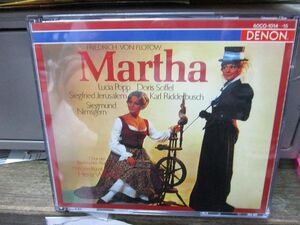 60CO-1014→15
DENON
FRIEDRICH VON FLOTOW
Martha
Lucia Popp Doris Soffel
Siegfried Jerusalem Karl Ridderbusch
Siegmund
Nimsgern